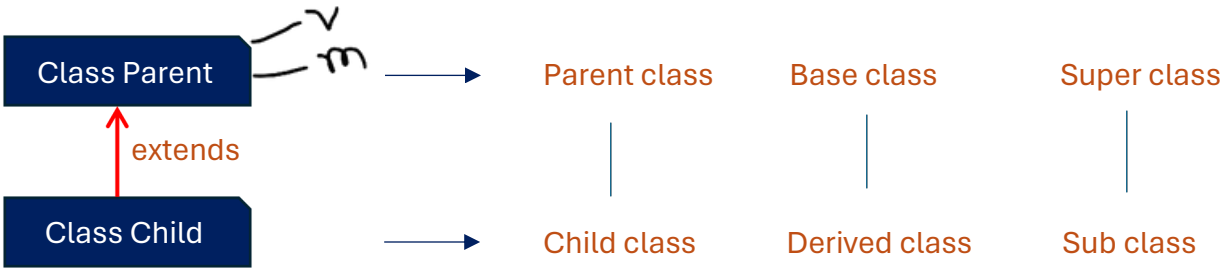 v
Class Parent
m
Parent class
Base class
Super class
extends
Class Child
Child class
Derived class
Sub class